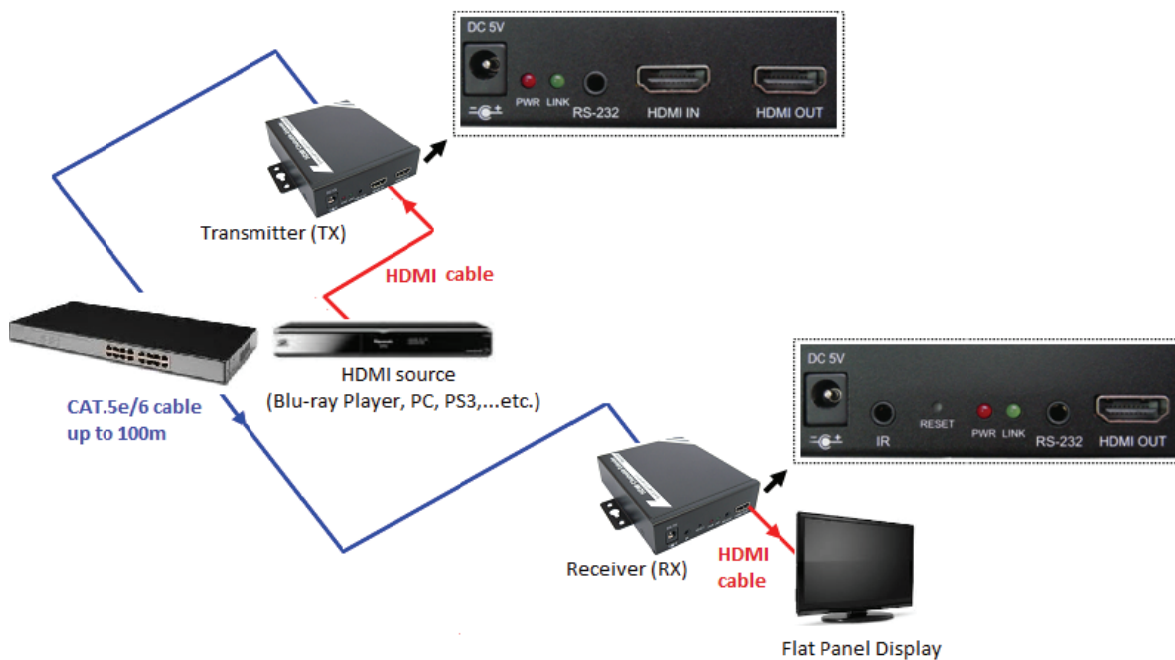 DC 5V
PWR LINK RS-232 HDMI IN HDMI OUT
Transmitter (TX)
HDMI cable
HDMI source
(Blu-ray Player, PC, PS3,...etc.)
CAT.5e/6 cable
up to 100m
DC 5V
IR RESET PWR LINK RS-232 HDMI OUT
Receiver (RX)
HDMI
cable
Flat Panel Display